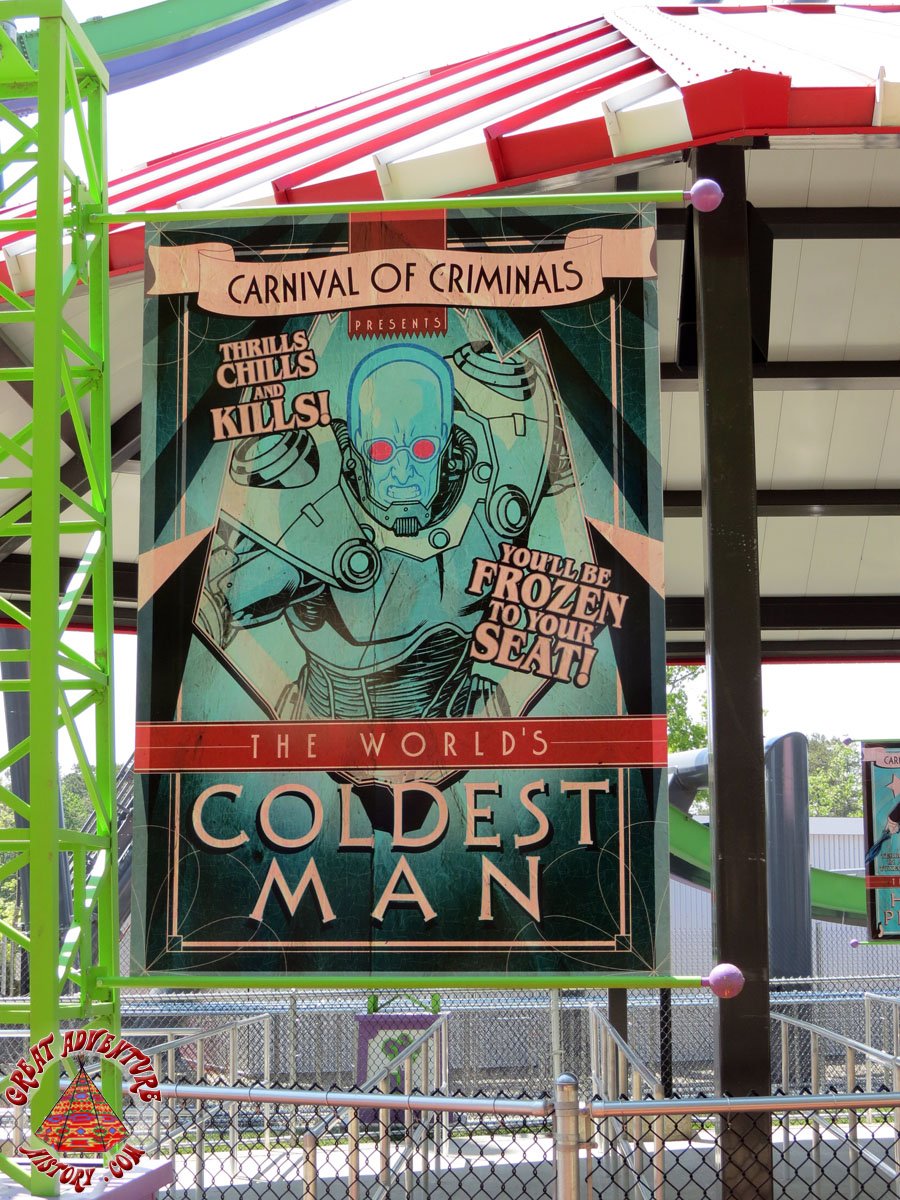 CARNIVAL OF CRIMINALS
PRESENTS
THRILLS
CHILLS
AND
KILLS!
YOU'LL BE
FROZEN
TO YOUR
SEAT!
THE WORLD'S
COLDEST
MAN
GREAT ADVENTURE
HISTORY.COM